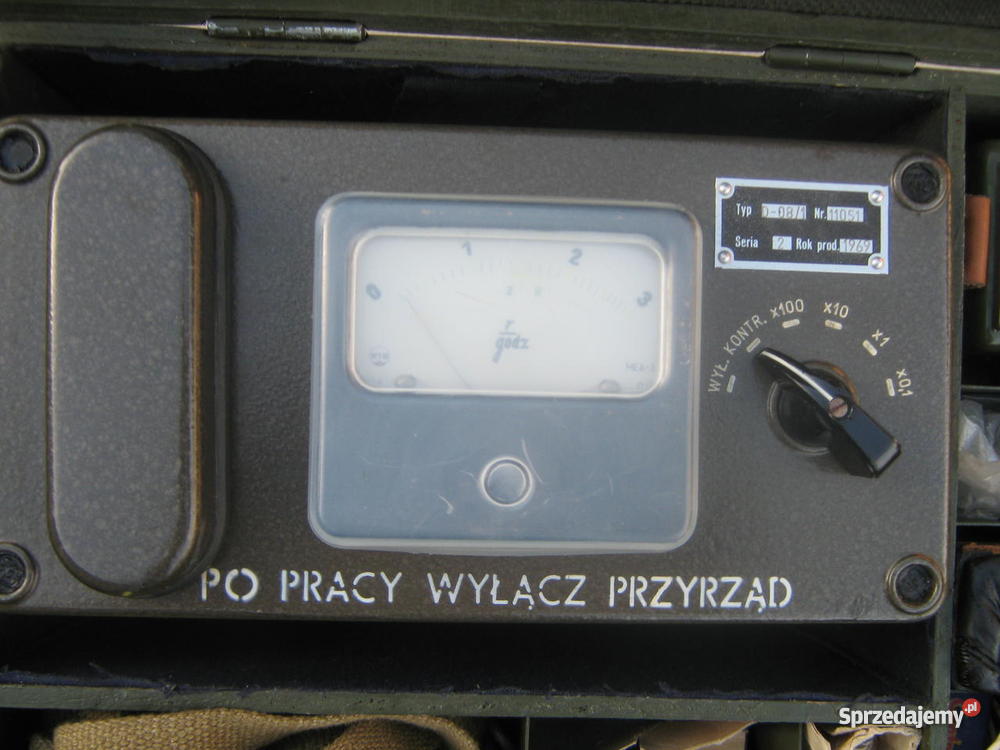 Typ D-08/1 Nr. 11051
Seria 2 Rok prod. 1969
0 1 2 3
r
godz
WYŁ. KONTR. x100 x10 x1 x0,1
PO PRACY WYŁĄCZ PRZYRZĄD
Sprzedajemy.pl